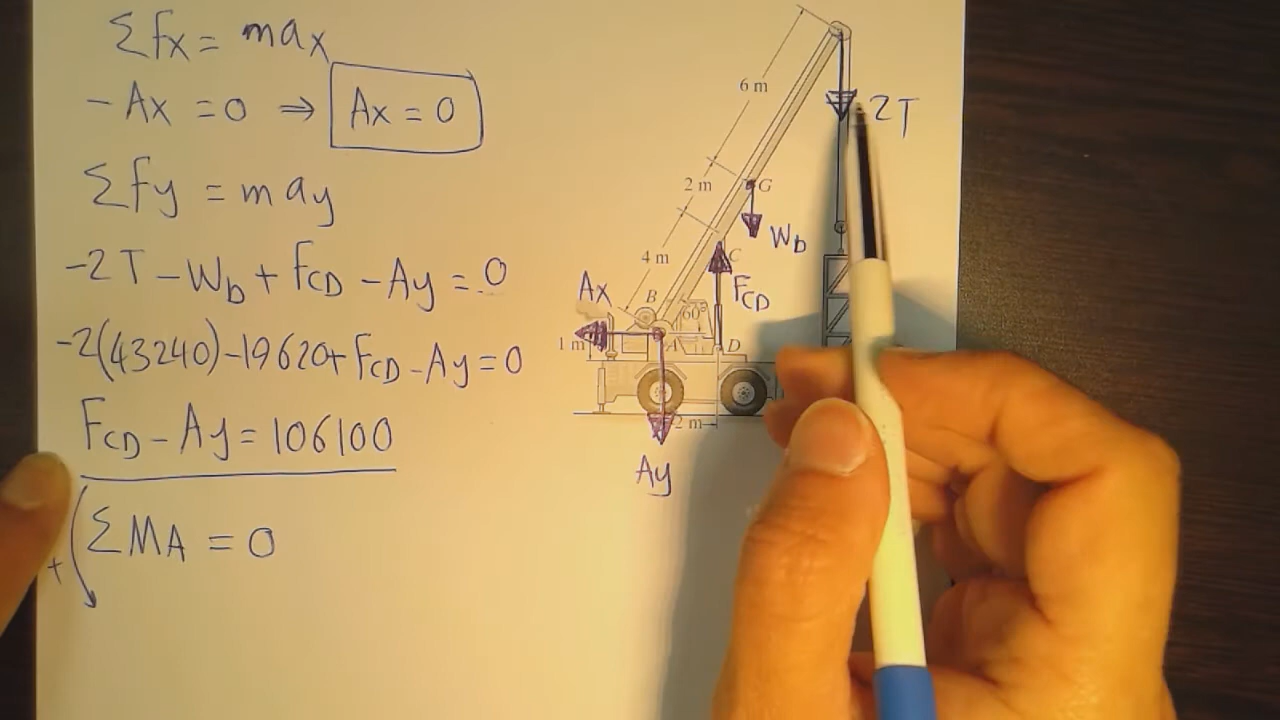 ΣFx = max
-Ax = 0 ⇒ Ax = 0
ΣFy = may
-2T - Wb + FCD - Ay = 0
-2(43240) - 19620 + FCD - Ay = 0
FCD - Ay = 106100
+ ΣMA = 0
6 m
2T
2 m
G
Wb
4 m
C
FCD
Ax
B
60°
1 m
A
D
2 m
Ay